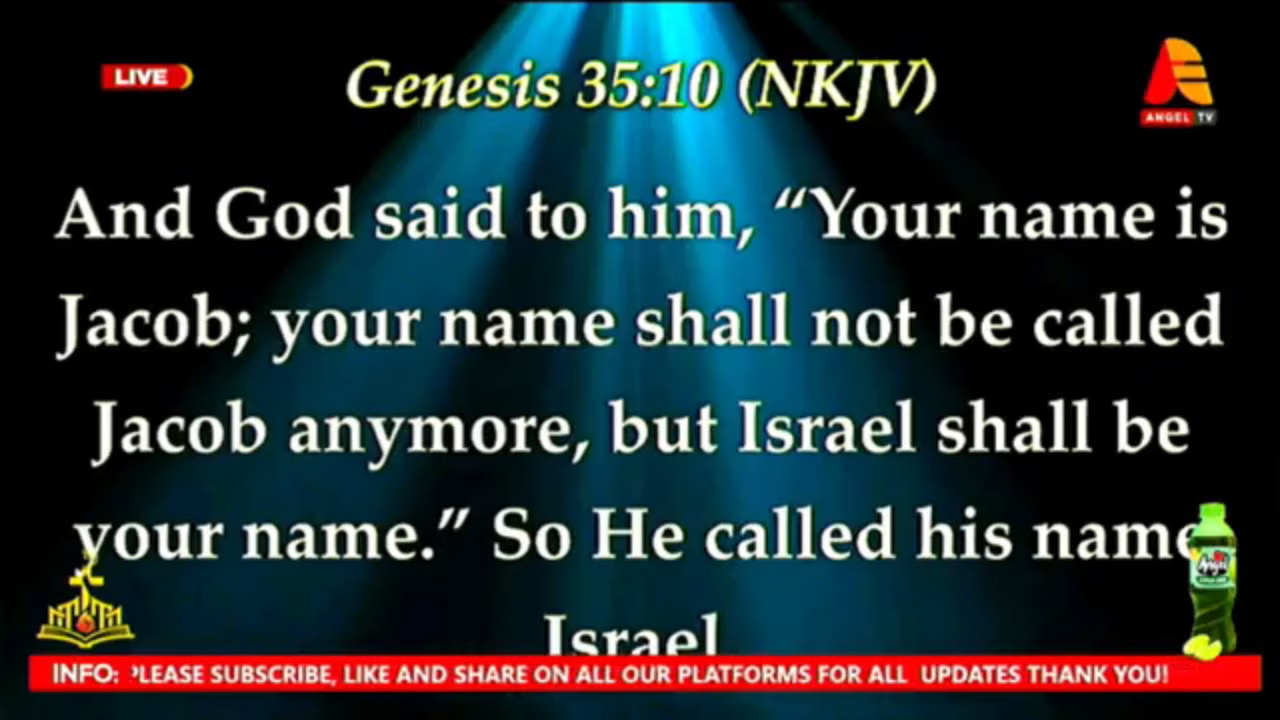 LIVE
Genesis 35:10 (NKJV)
ANGEL TV
And God said to him, “Your name is
Jacob; your name shall not be called
Jacob anymore, but Israel shall be
your name.” So He called his name
Israel
INFO: PLEASE SUBSCRIBE, LIKE AND SHARE ON ALL OUR PLATFORMS FOR ALL UPDATES THANK YOU!